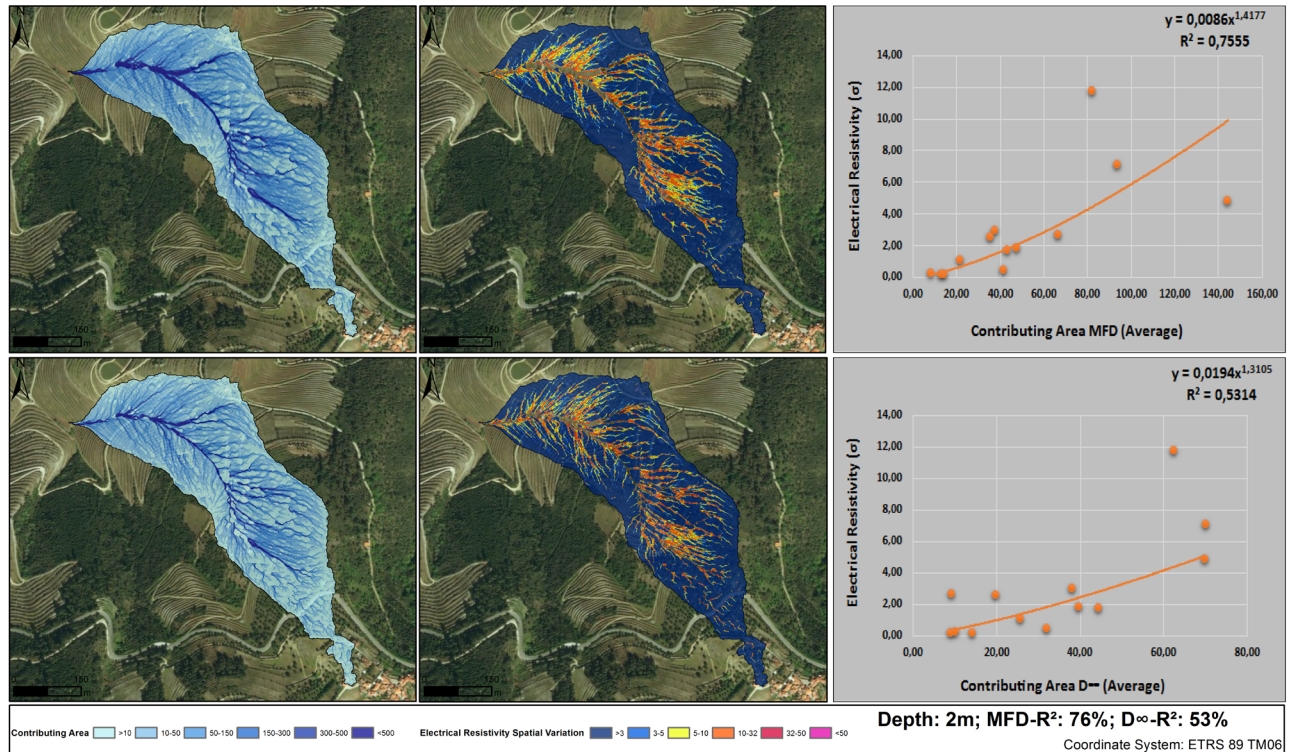 N
150
m
N
150
m
y = 0,0086x^1,4177
R² = 0,7555
Electrical Resistivity (σ)
14,00
12,00
10,00
8,00
6,00
4,00
2,00
0,00
0,00 20,00 40,00 60,00 80,00 100,00 120,00 140,00 160,00
Contributing Area MFD (Average)
N
150
m
N
150
m
y = 0,0194x^1,3105
R² = 0,5314
Electrical Resistivity (σ)
14,00
12,00
10,00
8,00
6,00
4,00
2,00
0,00
0,00 20,00 40,00 60,00 80,00
Contributing Area D∞ (Average)
Contributing Area >10 10-50 50-150 150-300 300-500 <500
Electrical Resistivity Spatial Variation >3 3-5 5-10 10-32 32-50 <50
Depth: 2m; MFD-R²: 76%; D∞-R²: 53%
Coordinate System: ETRS 89 TM06